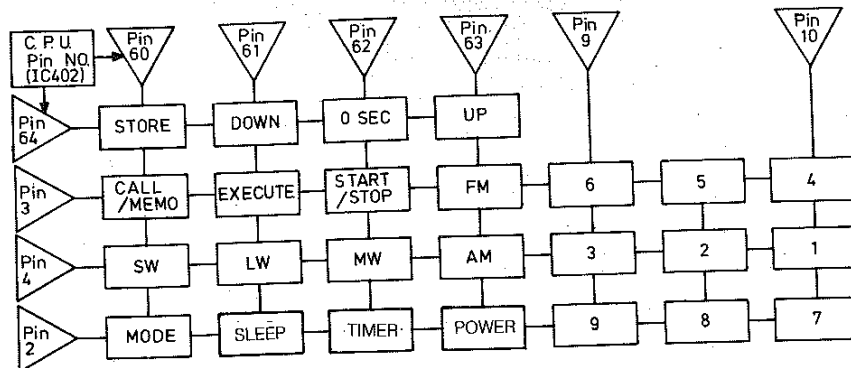 C. P. U.
Pin NO.
(IC402)
Pin
60
Pin
61
Pin
62
Pin
63
Pin
9
Pin
10
Pin
64
STORE
DOWN
0 SEC
UP
Pin
3
CALL
/MEMO
EXECUTE
START
/STOP
FM
6
5
4
Pin
4
SW
LW
MW
AM
3
2
1
Pin
2
MODE
SLEEP
TIMER
POWER
9
8
7